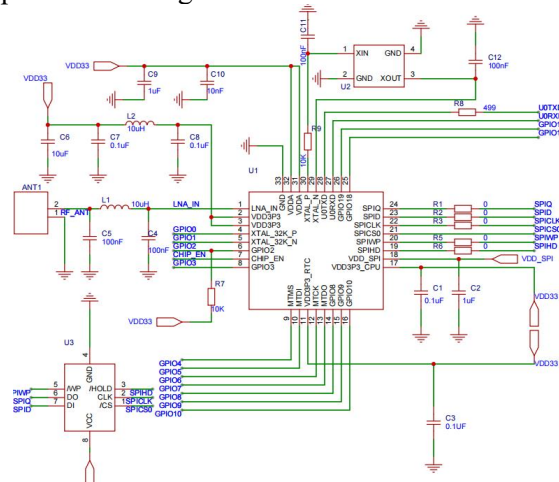 C11
100nF
XIN
GND
1
4
GND
XOUT
2
3
U2
C12
100nF
VDD33
C9
1uF
C10
10nF
VDD33
L2
10uH
C6
10uF
C7
0.1uF
C8
0.1uF
R9
10K
R8
499
U0TXD
U0RXD
GPIO1
GPIO1
U1
33
32
31
30
29
28
27
26
25
GND
VDDA
VDDA
XTAL_P
XTAL_N
U0TXD
U0RXD
GPIO19
GPIO18
ANT1
2
1
RF_ANT
L1
10uH
LNA_IN
C5
100nF
C4
100nF
GPIO0
GPIO1
GPIO2
CHIP_EN
GPIO3
1 LNA_IN
2 VDD3P3
3 VDD3P3
4 XTAL_32K_P
5 XTAL_32K_N
6 GPIO2
7 CHIP_EN
8 GPIO3
SPIQ 24
SPID 23
SPICLK 22
SPICS0 21
SPIWP 20
SPIHD 19
VDD_SPI 18
VDD3P3_CPU 17
R1 0 SPIQ
R2 0 SPID
R3 0 SPICLK
SPICS0
R5 0 SPIWP
R6 0 SPIHD
VDD_SPI
MTMS
MTDI
VDD3P3_RTC
MTCK
MTDO
GPIO8
GPIO9
GPIO10
9
10
11
12
13
14
15
16
R7
10K
VDD33
C1
0.1uF
C2
1uF
VDD33
VDD33
C3
0.1UF
GPIO4
GPIO5
GPIO6
GPIO7
GPIO8
GPIO9
GPIO10
U3
4
GND
PIWP 5 /WP
SPIQ 6 DO
SPID 7 DI
/HOLD 3 SPIHD
CLK 2 SPICLK
/CS 1 SPICS0
VCC
8